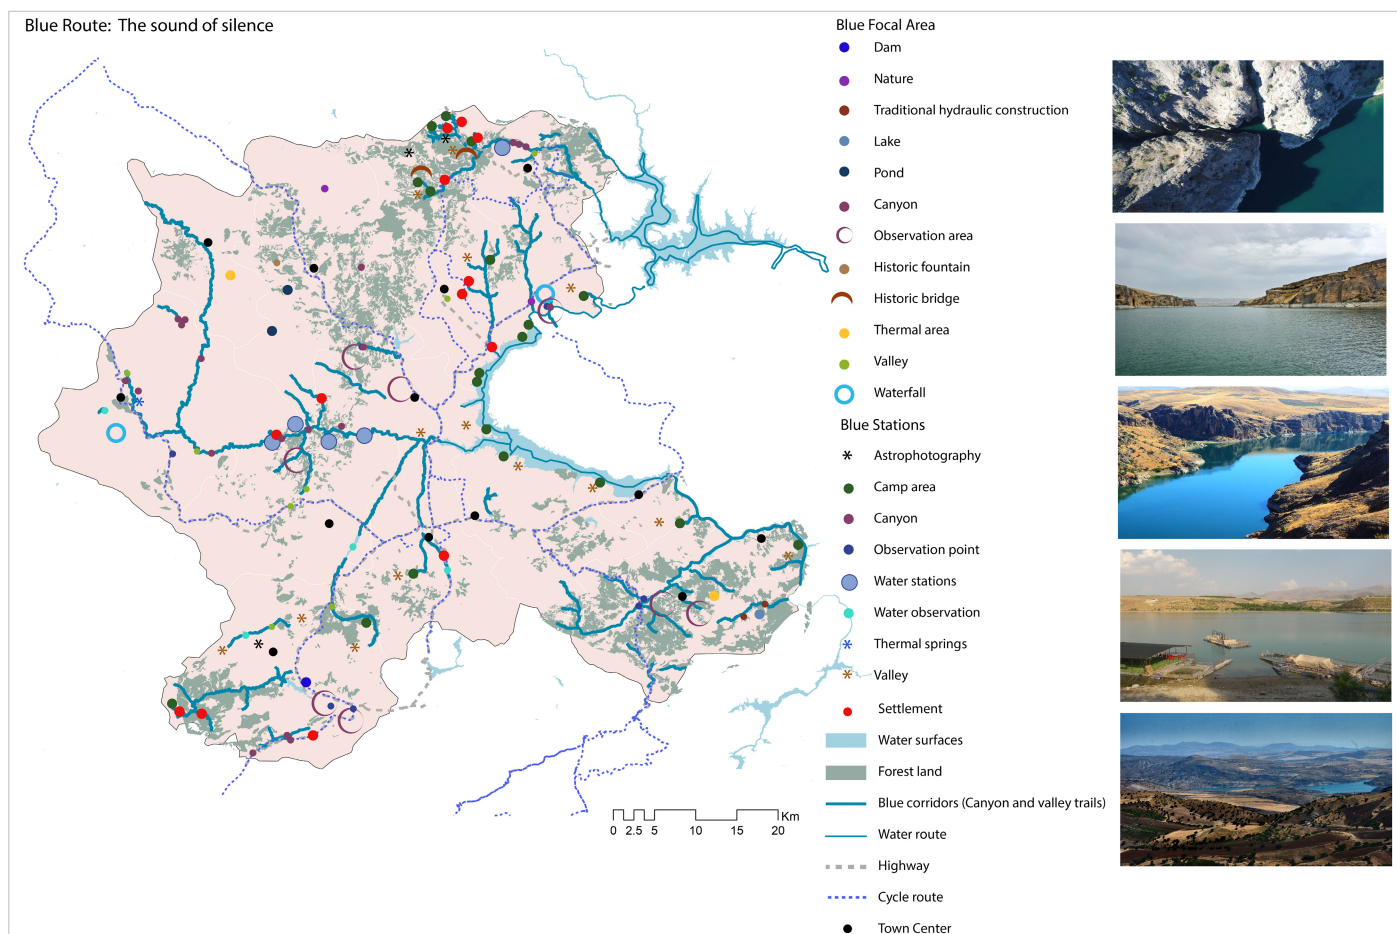 Blue Route: The sound of silence
Blue Focal Area
Dam
Nature
Traditional hydraulic construction
Lake
Pond
Canyon
Observation area
Historic fountain
Historic bridge
Thermal area
Valley
Waterfall
Blue Stations
Astrophotography
Camp area
Canyon
Observation point
Water stations
Water observation
Thermal springs
Valley
Settlement
Water surfaces
Forest land
Blue corridors (Canyon and valley trails)
Water route
Highway
Cycle route
Town Center
Km
0 2.5 5 10 15 20